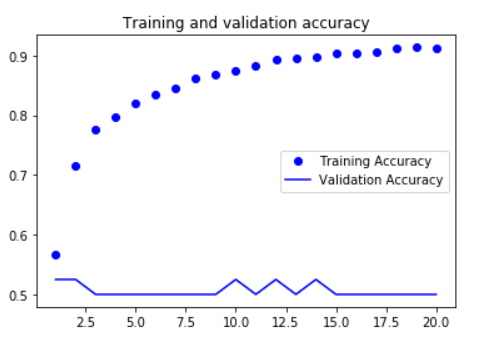 Training and validation accuracy
0.9
0.8
0.7
0.6
0.5
Training Accuracy
Validation Accuracy
2.5 5.0 7.5 10.0 12.5 15.0 17.5 20.0